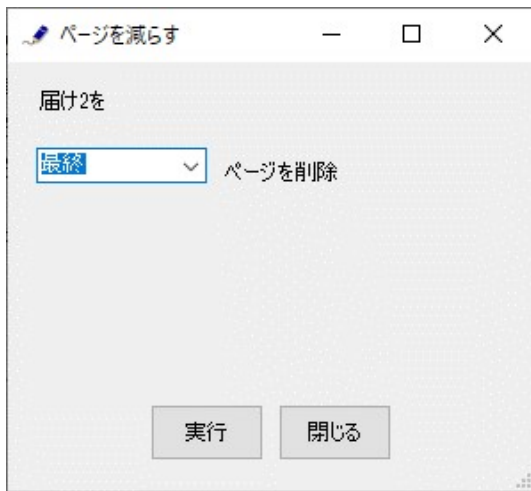 ページを減らす
届け2を
最終 ページを削除
実行 閉じる